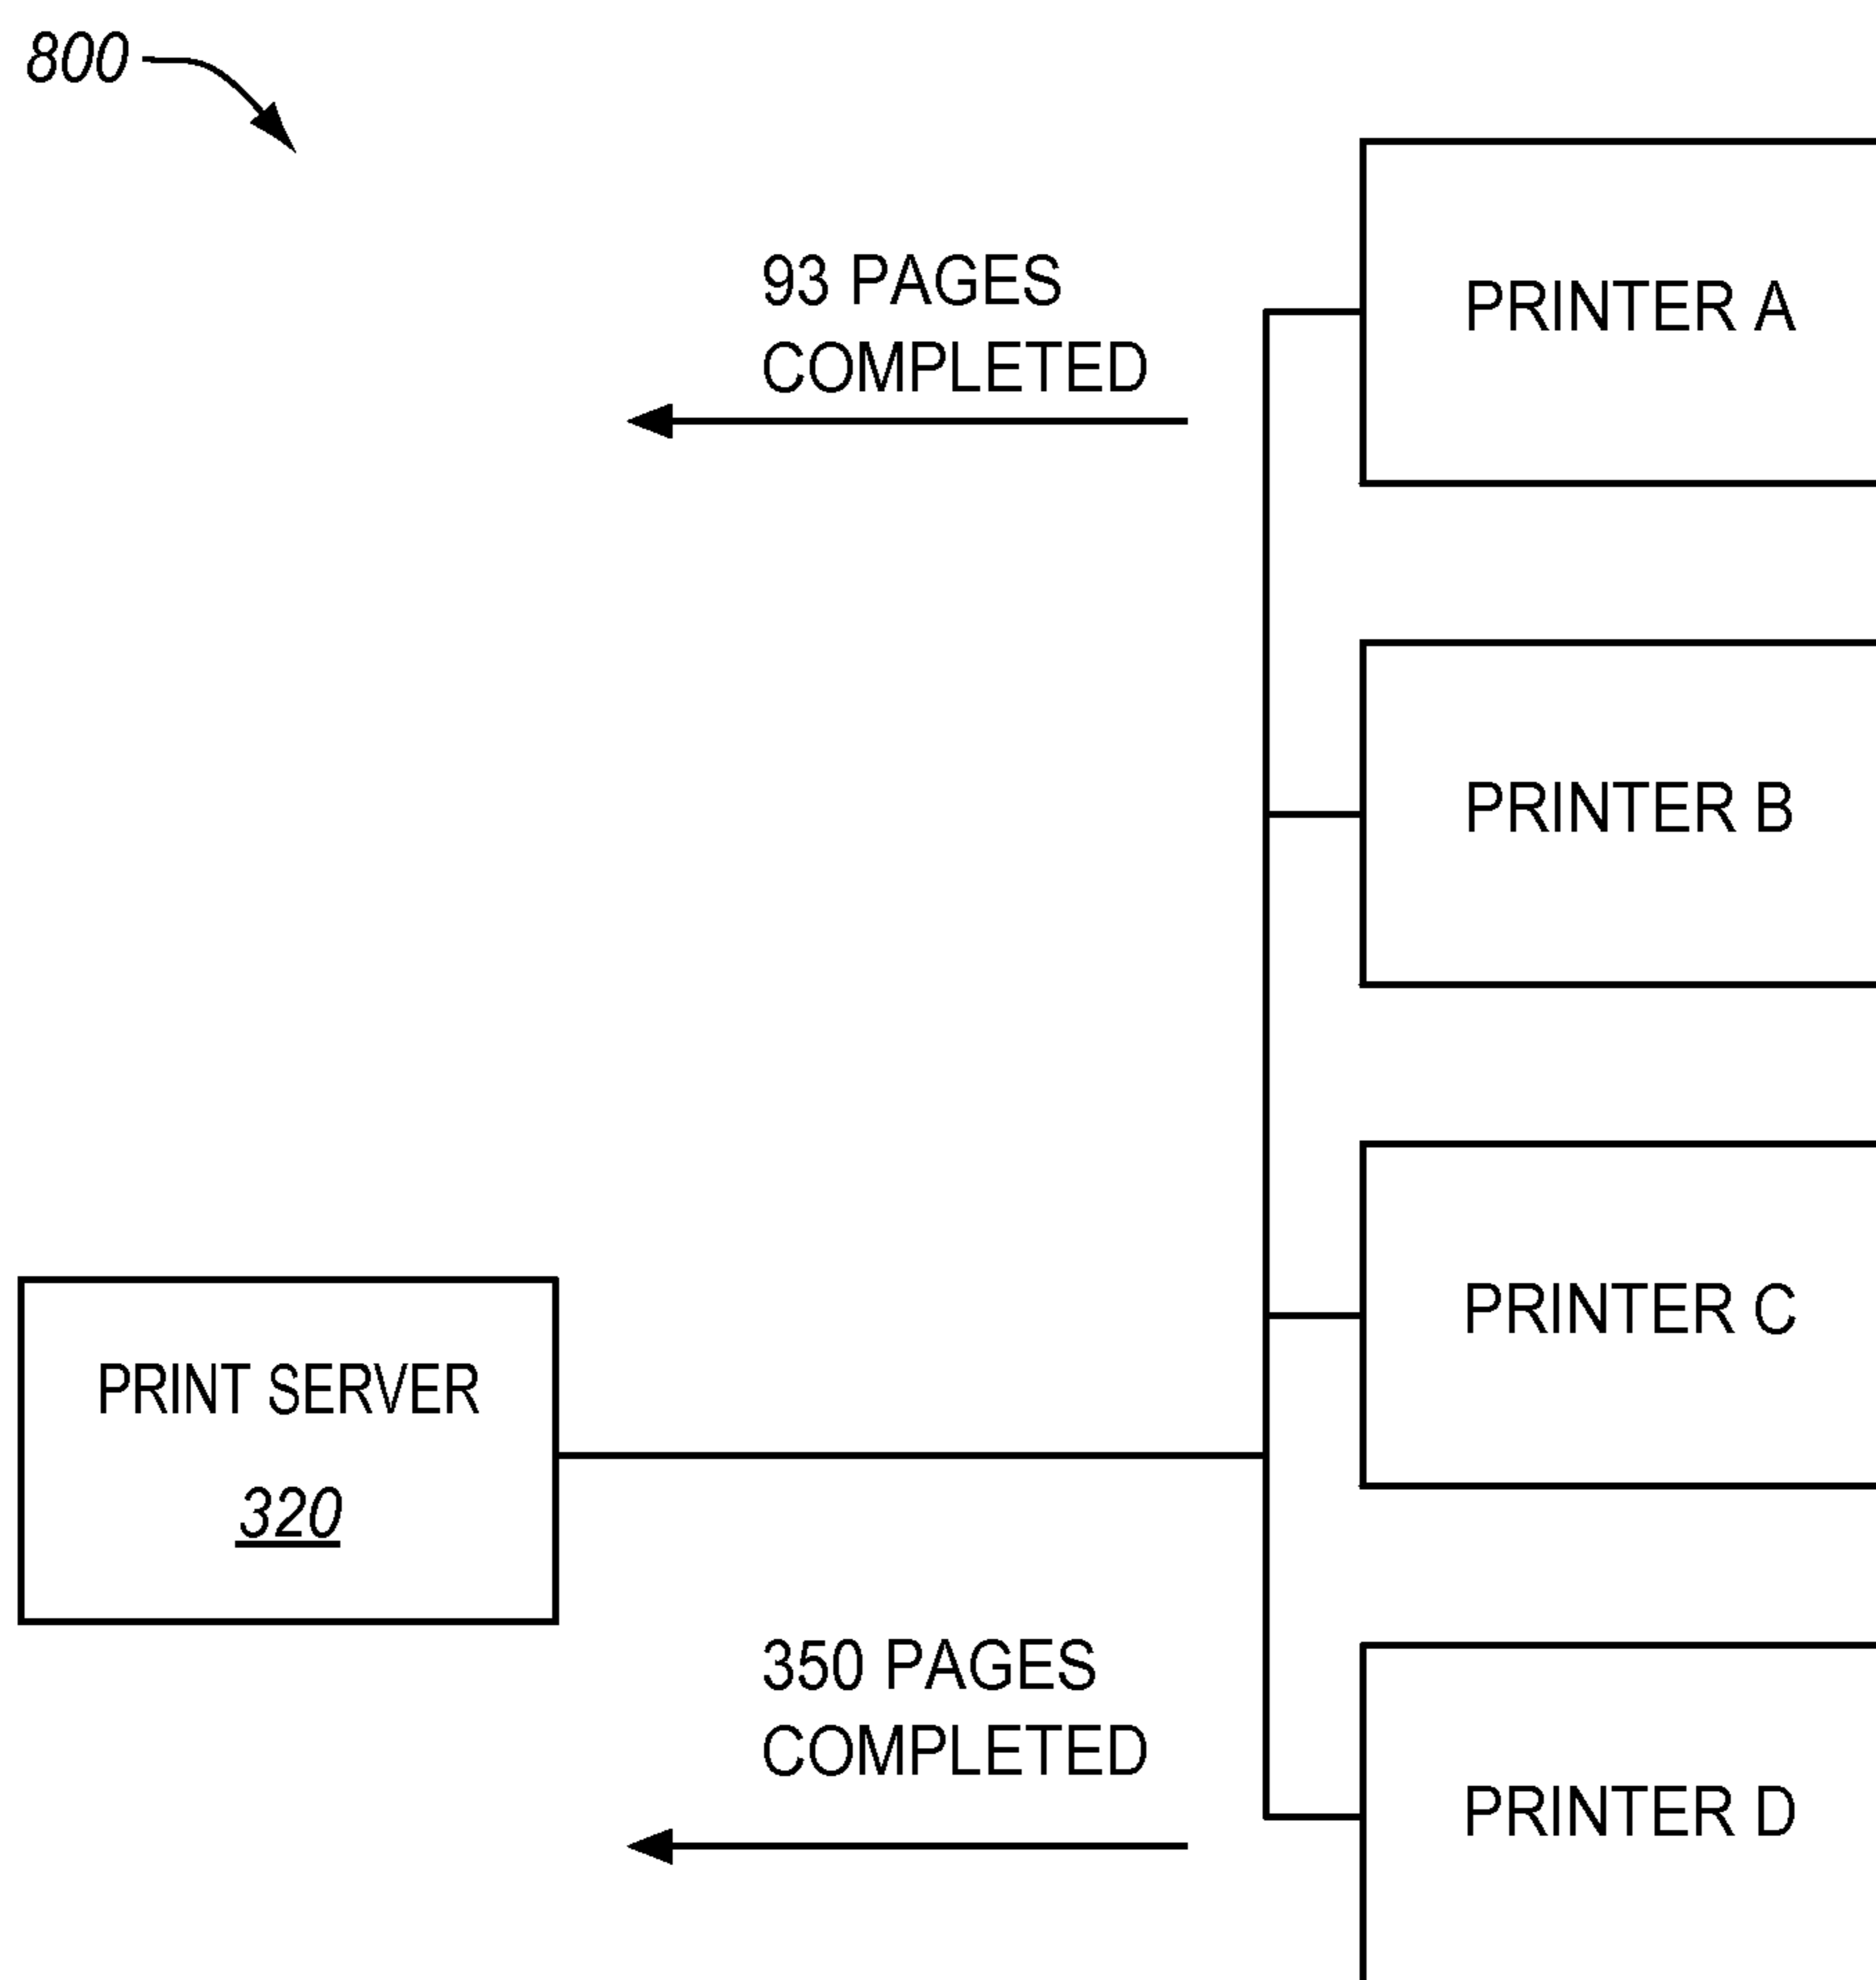 800
93 PAGES
COMPLETED
PRINTER A
PRINTER B
PRINTER C
PRINT SERVER
320
350 PAGES
COMPLETED
PRINTER D